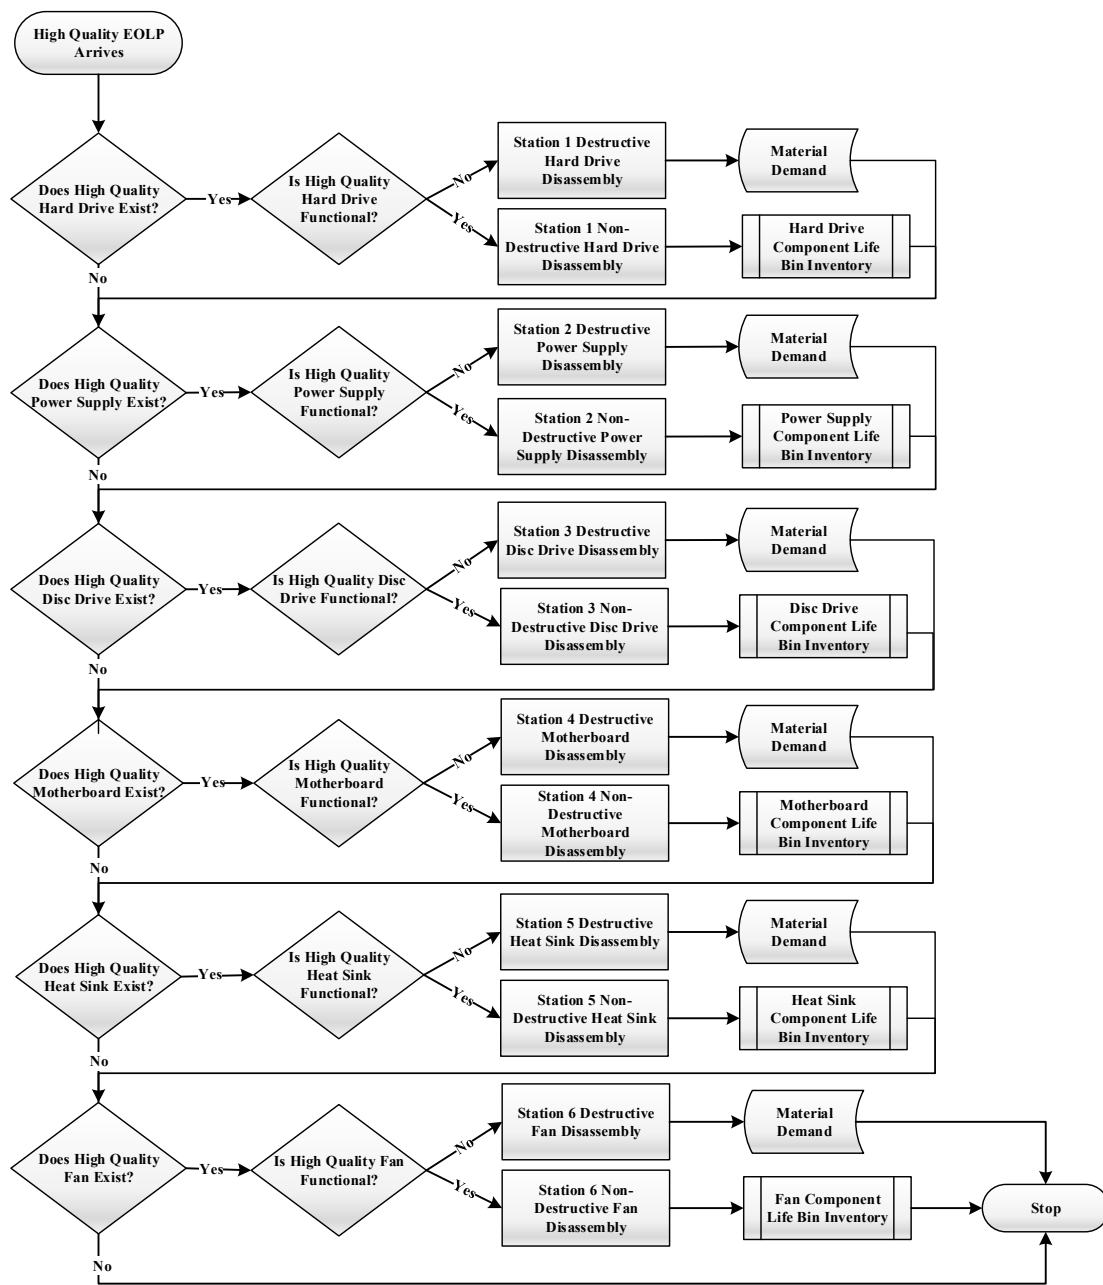 High Quality EOLP
Arrives
Does High Quality
Hard Drive Exist?
Yes
Is High Quality
Hard Drive
Functional?
No
Yes
Station 1 Destructive
Hard Drive
Disassembly
Material
Demand
Station 1 Non-
Destructive Hard Drive
Disassembly
Hard Drive
Component Life
Bin Inventory
No
Does High Quality
Power Supply Exist?
Yes
Is High Quality
Power Supply
Functional?
No
Yes
Station 2 Destructive
Power Supply
Disassembly
Material
Demand
Station 2 Non-
Destructive Power
Supply Disassembly
Power Supply
Component Life
Bin Inventory
No
Does High Quality
Disc Drive Exist?
Yes
Is High Quality Disc
Drive Functional?
No
Yes
Station 3 Destructive
Disc Drive Disassembly
Material
Demand
Station 3 Non-
Destructive Disc Drive
Disassembly
Disc Drive
Component Life
Bin Inventory
No
Does High Quality
Motherboard Exist?
Yes
Is High Quality
Motherboard
Functional?
No
Yes
Station 4 Destructive
Motherboard
Disassembly
Material
Demand
Station 4 Non-
Destructive
Motherboard
Disassembly
Motherboard
Component Life
Bin Inventory
No
Does High Quality
Heat Sink Exist?
Yes
Is High Quality
Heat Sink
Functional?
No
Yes
Station 5 Destructive
Heat Sink Disassembly
Material
Demand
Station 5 Non-
Destructive Heat Sink
Disassembly
Heat Sink
Component Life
Bin Inventory
No
Does High Quality
Fan Exist?
Yes
Is High Quality Fan
Functional?
No
Yes
Station 6 Destructive
Fan Disassembly
Material
Demand
Station 6 Non-
Destructive Fan
Disassembly
Fan Component
Life Bin Inventory
Stop
No